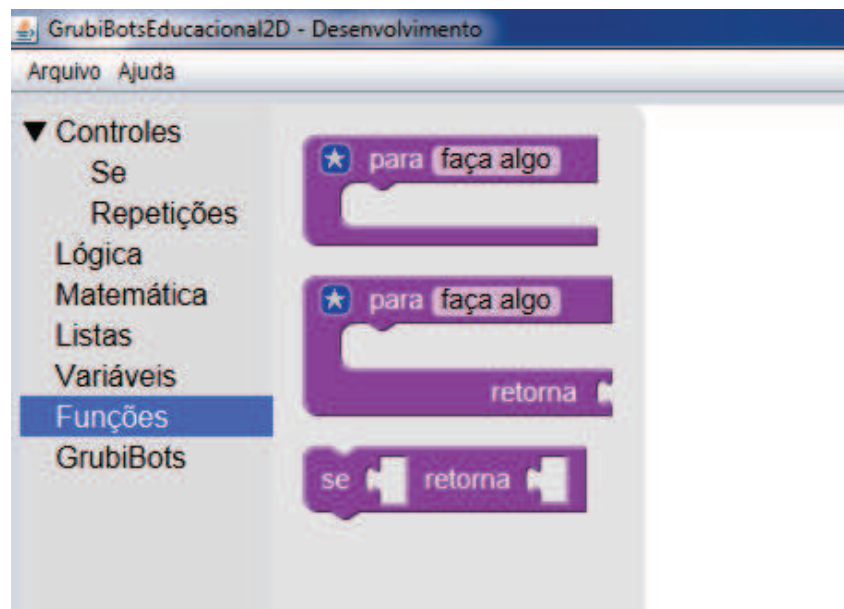 GrubiBotsEducacional2D - Desenvolvimento
Arquivo Ajuda
▼ Controles
Se
Repetições
Lógica
Matemática
Listas
Variáveis
Funções
GrubiBots
para faça algo
para faça algo
retorna
se retorna